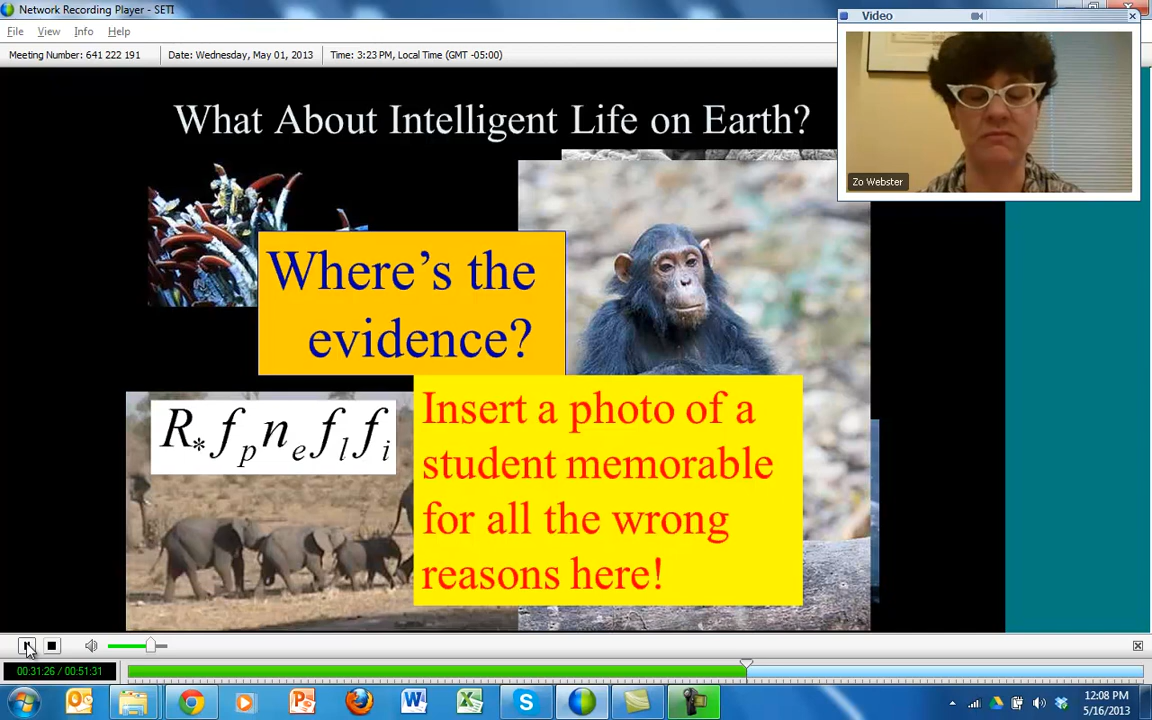 Network Recording Player - SETI
Video
File View Info Help
Meeting Number: 641 222 191 Date: Wednesday, May 01, 2013 Time: 3:23 PM, Local Time (GMT -05:00)
What About Intelligent Life on Earth?
Zo Webster
Where's the
evidence?
R* fp ne fl fi
Insert a photo of a
student memorable
for all the wrong
reasons here!
00:31:26 / 00:51:31
12:08 PM
5/16/2013